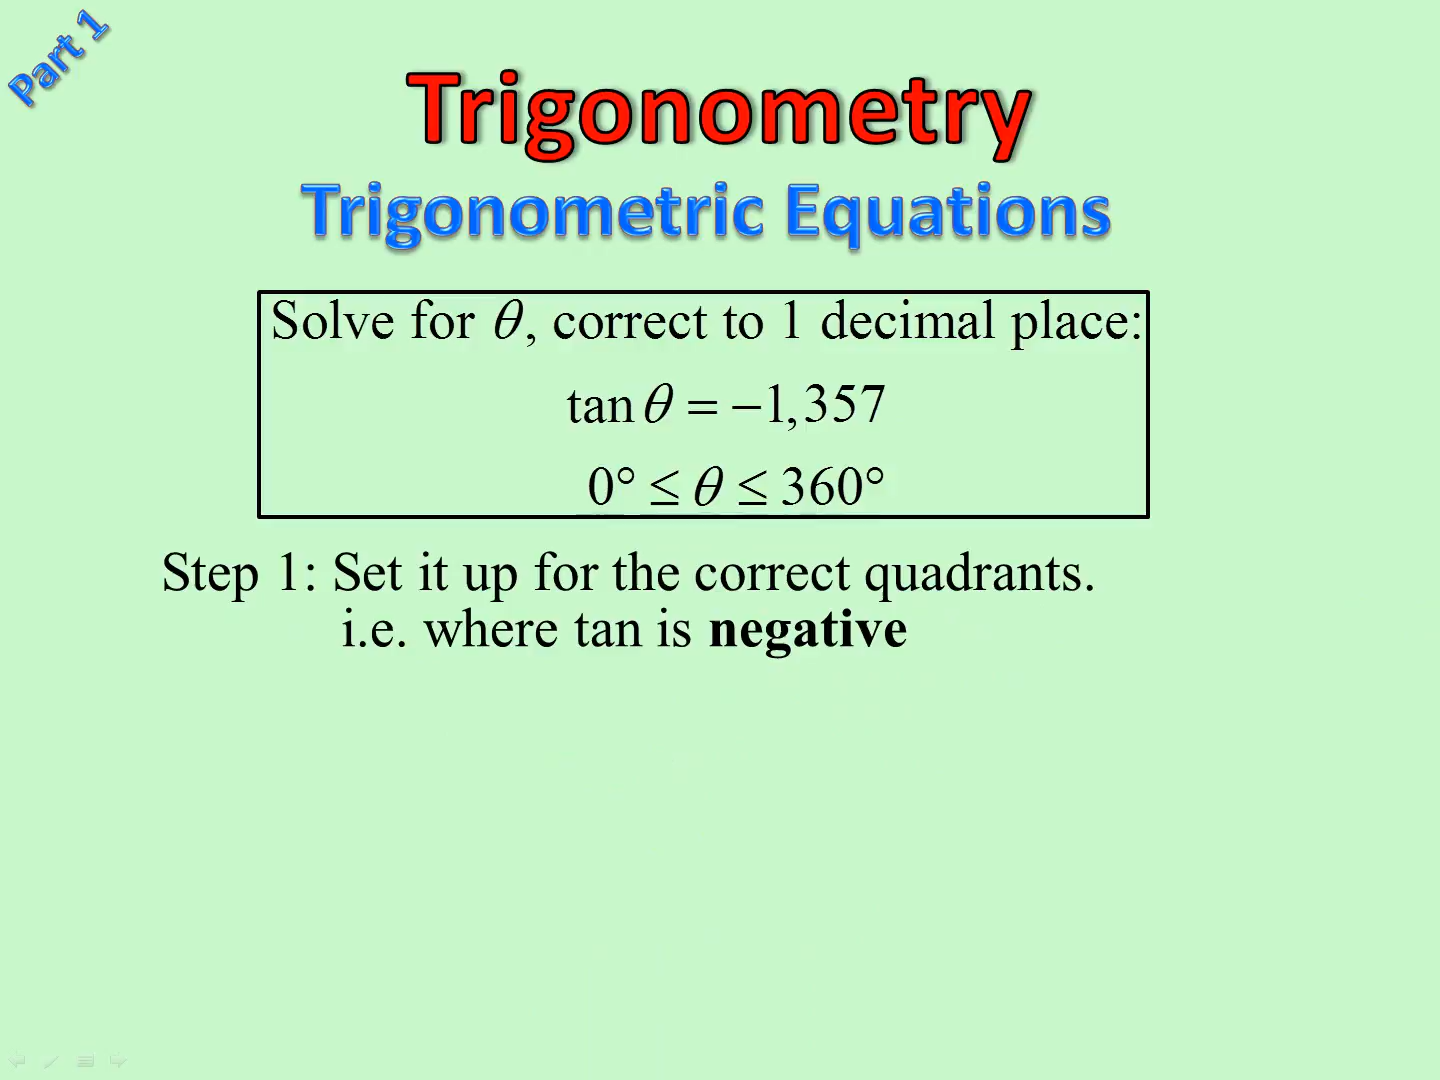 Part 1
Trigonometry
Trigonometric Equations
Solve for θ, correct to 1 decimal place:
tan θ = −1,357
0° ≤ θ ≤ 360°
Step 1: Set it up for the correct quadrants.
i.e. where tan is negative